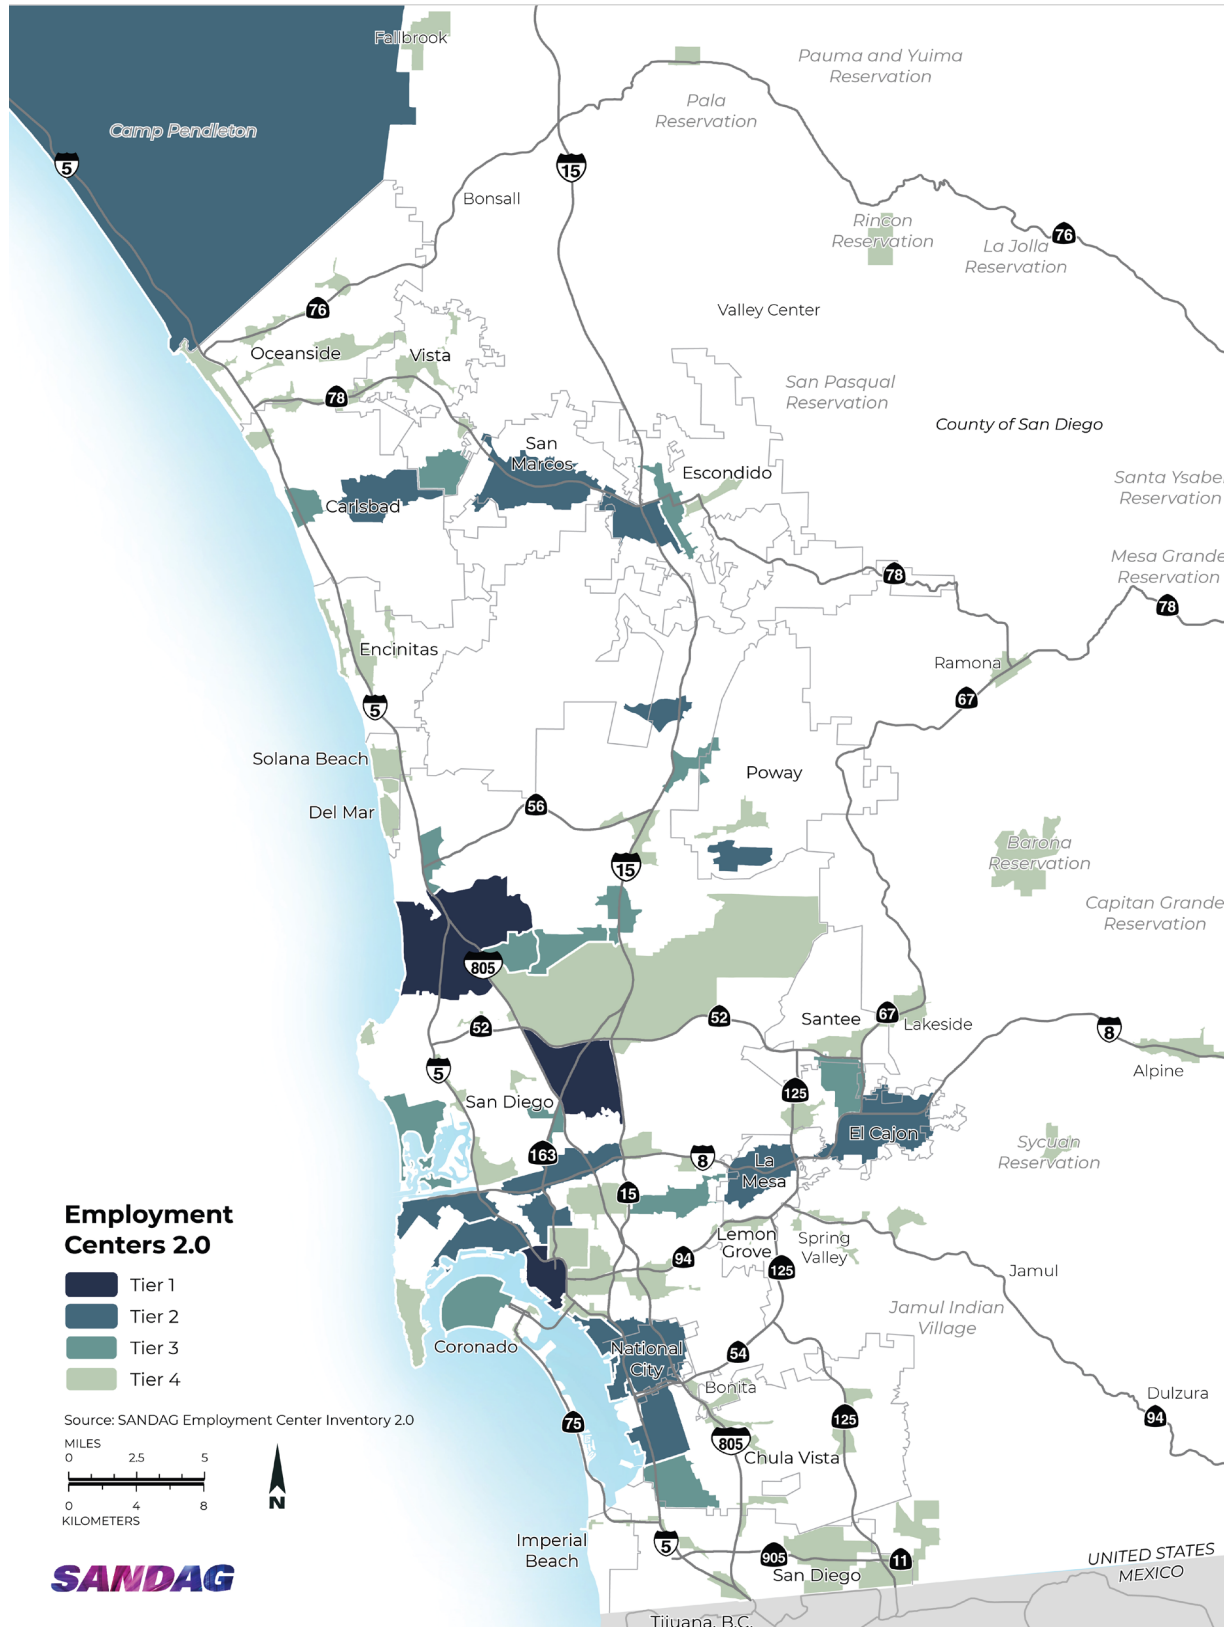 Fallbrook
Pauma and Yuima
Reservation
Camp Pendleton
Pala
Reservation
5
15
Bonsall
Rincon
Reservation
76
La Jolla
Reservation
76
Valley Center
Oceanside
Vista
San Pasqual
Reservation
78
County of San Diego
San
Marcos
Escondido
Santa Ysabe
Reservation
Carlsbad
Mesa Grande
Reservation
78
78
Encinitas
Ramona
67
5
Solana Beach
Poway
56
Del Mar
15
Barona
Reservation
Capitan Grande
Reservation
805
52
52
Santee
67
Lakeside
8
5
Alpine
San Diego
125
El Cajon
163
8
La
Mesa
Sycuan
Reservation
15
Employment
Centers 2.0
Tier 1
Tier 2
Tier 3
Tier 4
Lemon
Grove
Spring
Valley
94
125
Jamul
Jamul Indian
Village
Coronado
National
City
54
Bonita
Dulzura
94
75
125
805
Chula Vista
Source: SANDAG Employment Center Inventory 2.0
MILES
0 2.5 5
0 4 8
KILOMETERS
N
Imperial
Beach
5
905
11
San Diego
UNITED STATES
MEXICO
SANDAG
Tijuana, B.C.